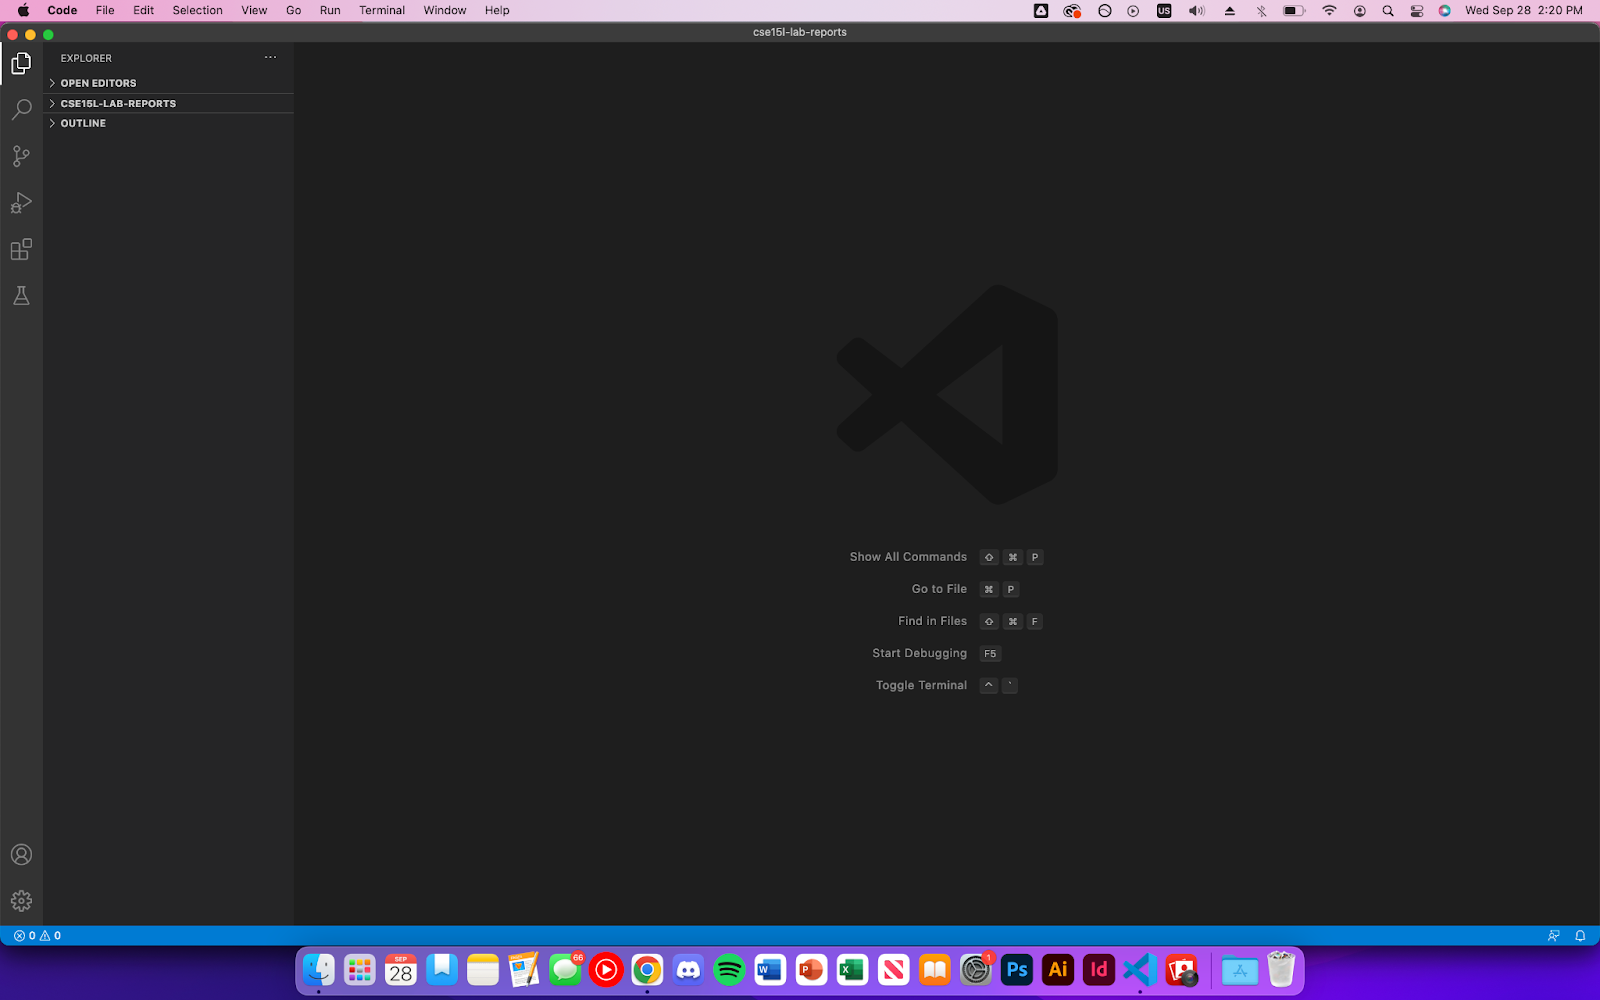 Code File Edit Selection View Go Run Terminal Window Help US Wed Sep 28 2:20 PM
cse15l-lab-reports
EXPLORER
OPEN EDITORS
CSE15L-LAB-REPORTS
OUTLINE
Show All Commands ⇧ ⌘ P
Go to File ⌘ P
Find in Files ⇧ ⌘ F
Start Debugging F5
Toggle Terminal ^ `
0 0
SEP
28
66
W
P
X
1
Ps
Ai
Id